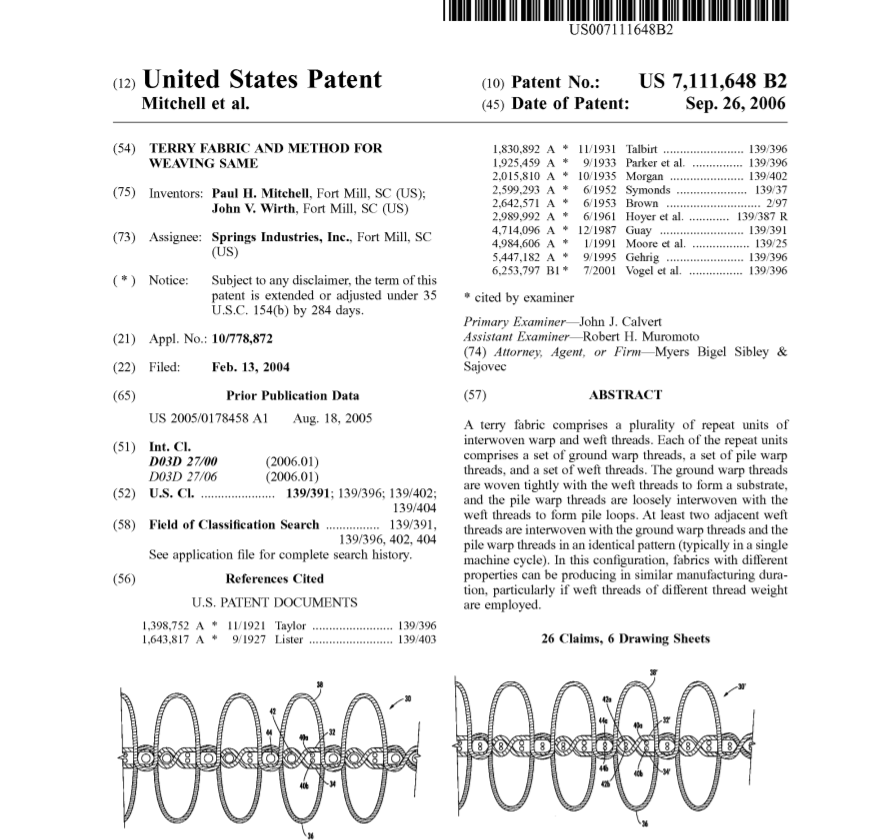 US007111648B2
(12) United States Patent
Mitchell et al.
(10) Patent No.: US 7,111,648 B2
(45) Date of Patent: Sep. 26, 2006
(54) TERRY FABRIC AND METHOD FOR
WEAVING SAME
(75) Inventors: Paul H. Mitchell, Fort Mill, SC (US);
John V. Wirth, Fort Mill, SC (US)
(73) Assignee: Springs Industries, Inc., Fort Mill, SC
(US)
( * ) Notice: Subject to any disclaimer, the term of this
patent is extended or adjusted under 35
U.S.C. 154(b) by 284 days.
(21) Appl. No.: 10/778,872
(22) Filed: Feb. 13, 2004
(65) Prior Publication Data
US 2005/0178458 A1 Aug. 18, 2005
(51) Int. Cl.
D03D 27/00 (2006.01)
D03D 27/06 (2006.01)
(52) U.S. Cl. ....................... 139/391; 139/396; 139/402;
139/404
(58) Field of Classification Search ................ 139/391,
139/396, 402, 404
See application file for complete search history.
(56) References Cited
U.S. PATENT DOCUMENTS
1,398,752 A * 11/1921 Taylor ........................ 139/396
1,643,817 A * 9/1927 Lister ......................... 139/403
1,830,892 A * 11/1931 Talbirt ........................ 139/396
1,925,459 A * 9/1933 Parker et al. ............... 139/396
2,015,810 A * 10/1935 Morgan ....................... 139/402
2,599,293 A * 6/1952 Symonds ..................... 139/37
2,642,571 A * 6/1953 Brown ............................ 2/97
2,989,992 A * 6/1961 Hoyer et al. ............ 139/387 R
4,714,096 A * 12/1987 Guay .......................... 139/391
4,984,606 A * 1/1991 Moore et al. ................. 139/25
5,447,182 A * 9/1995 Gehrig ........................ 139/396
6,253,797 B1 * 7/2001 Vogel et al. ................ 139/396
* cited by examiner
Primary Examiner—John J. Calvert
Assistant Examiner—Robert H. Muromoto
(74) Attorney, Agent, or Firm—Myers Bigel Sibley &
Sajovec
(57) ABSTRACT
A terry fabric comprises a plurality of repeat units of
interwoven warp and weft threads. Each of the repeat units
comprises a set of ground warp threads, a set of pile warp
threads, and a set of weft threads. The ground warp threads
are woven tightly with the weft threads to form a substrate,
and the pile warp threads are loosely interwoven with the
weft threads to form pile loops. At least two adjacent weft
threads are interwoven with the ground warp threads and the
pile warp threads in an identical pattern (typically in a single
machine cycle). In this configuration, fabrics with different
properties can be producing in similar manufacturing dura-
tion, particularly if weft threads of different thread weight
are employed.
26 Claims, 6 Drawing Sheets
30
42
32
44
40a
40b
34
36
30'
42a
44a
40a
32'
44b
42b
40b
34'
36